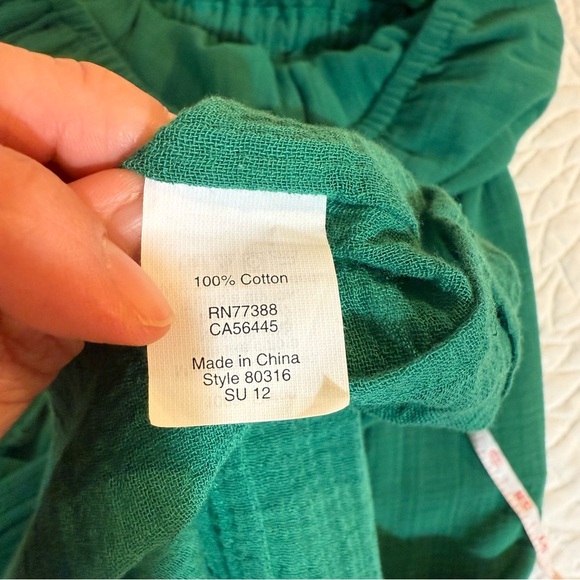 100% Cotton
RN77388
CA56445
Made in China
Style 80316
SU 12